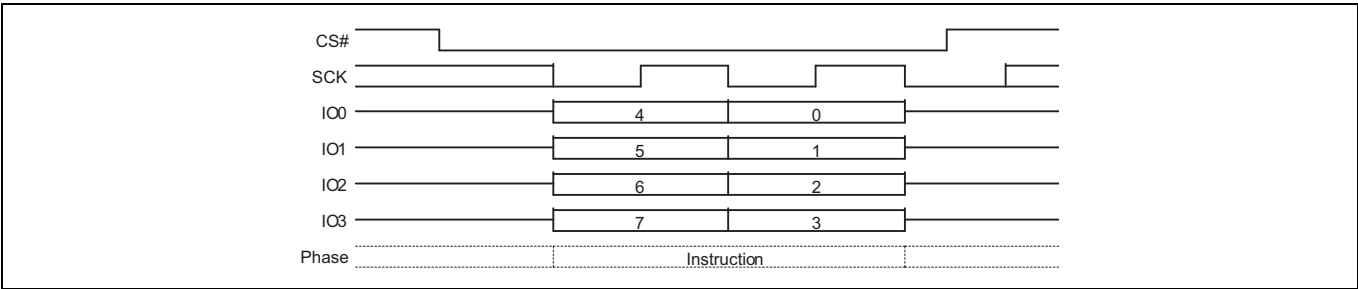 CS#
SCK
IO0 4 0
IO1 5 1
IO2 6 2
IO3 7 3
Phase Instruction